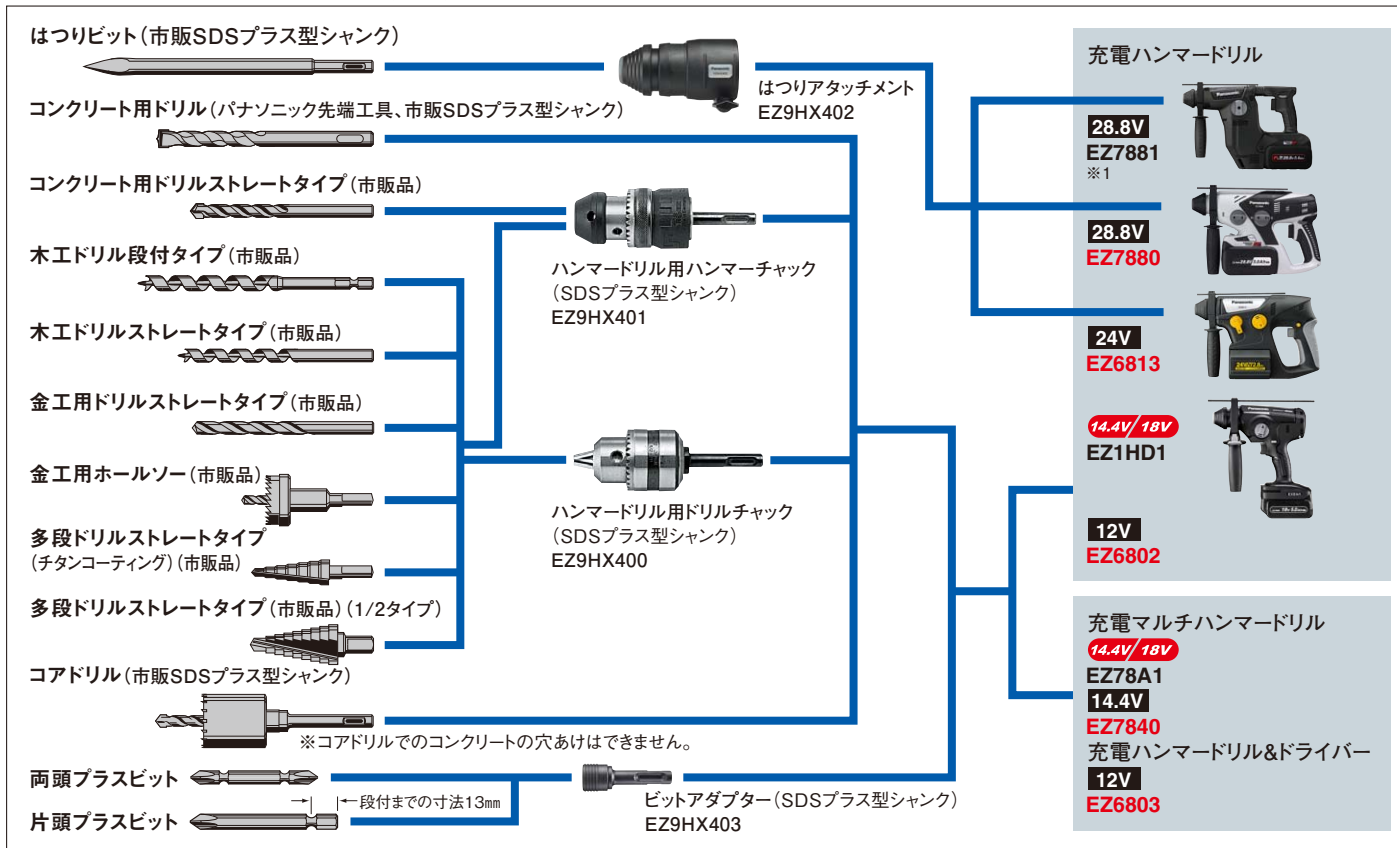 はつりビット(市販SDSプラス型シャンク)
はつりアタッチメント
EZ9HX402
コンクリート用ドリル(パナソニック先端工具、市販SDSプラス型シャンク)
コンクリート用ドリルストレートタイプ(市販品)
ハンマードリル用ハンマーチャック
(SDSプラス型シャンク)
EZ9HX401
木工ドリル段付タイプ(市販品)
木工ドリルストレートタイプ(市販品)
金工用ドリルストレートタイプ(市販品)
金工用ホールソー(市販品)
ハンマードリル用ドリルチャック
(SDSプラス型シャンク)
EZ9HX400
多段ドリルストレートタイプ
(チタンコーティング)(市販品)
多段ドリルストレートタイプ(市販品)(1/2タイプ)
コアドリル(市販SDSプラス型シャンク)
※コアドリルでのコンクリートの穴あけはできません。
両頭プラスビット
段付までの寸法13mm
片頭プラスビット
ビットアダプター(SDSプラス型シャンク)
EZ9HX403
充電ハンマードリル
28.8V
EZ7881
※1
28.8V
EZ7880
24V
EZ6813
14.4V/18V
EZ1HD1
12V
EZ6802
充電マルチハンマードリル
14.4V/18V
EZ78A1
14.4V
EZ7840
充電ハンマードリル&ドライバー
12V
EZ6803